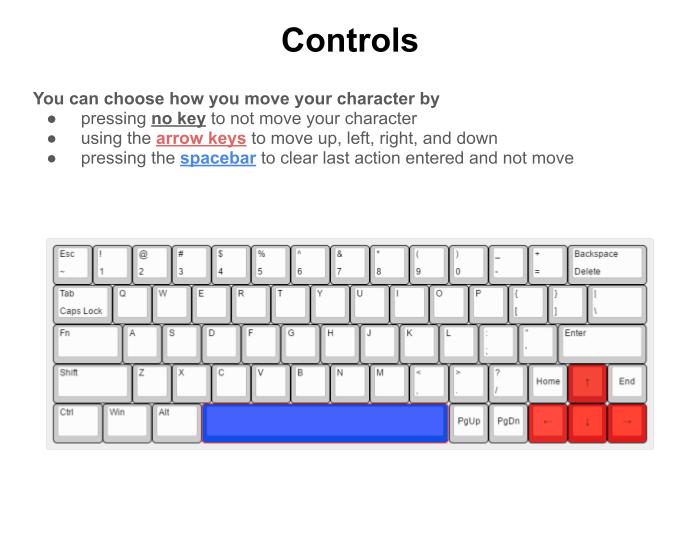 Controls
You can choose how you move your character by
● pressing no key to not move your character
● using the arrow keys to move up, left, right, and down
● pressing the spacebar to clear last action entered and not move
Esc ! @ # $ % ^ & * ( ) _ + Backspace
~ 1 2 3 4 5 6 7 8 9 0 - = Delete
Tab Q W E R T Y U I O P { } |
Caps Lock [ ] \
Fn A S D F G H J K L : " Enter
; '
Shift Z X C V B N M < > ? Home ↑ End
, . /
Ctrl Win Alt PgUp PgDn ← ↓ →